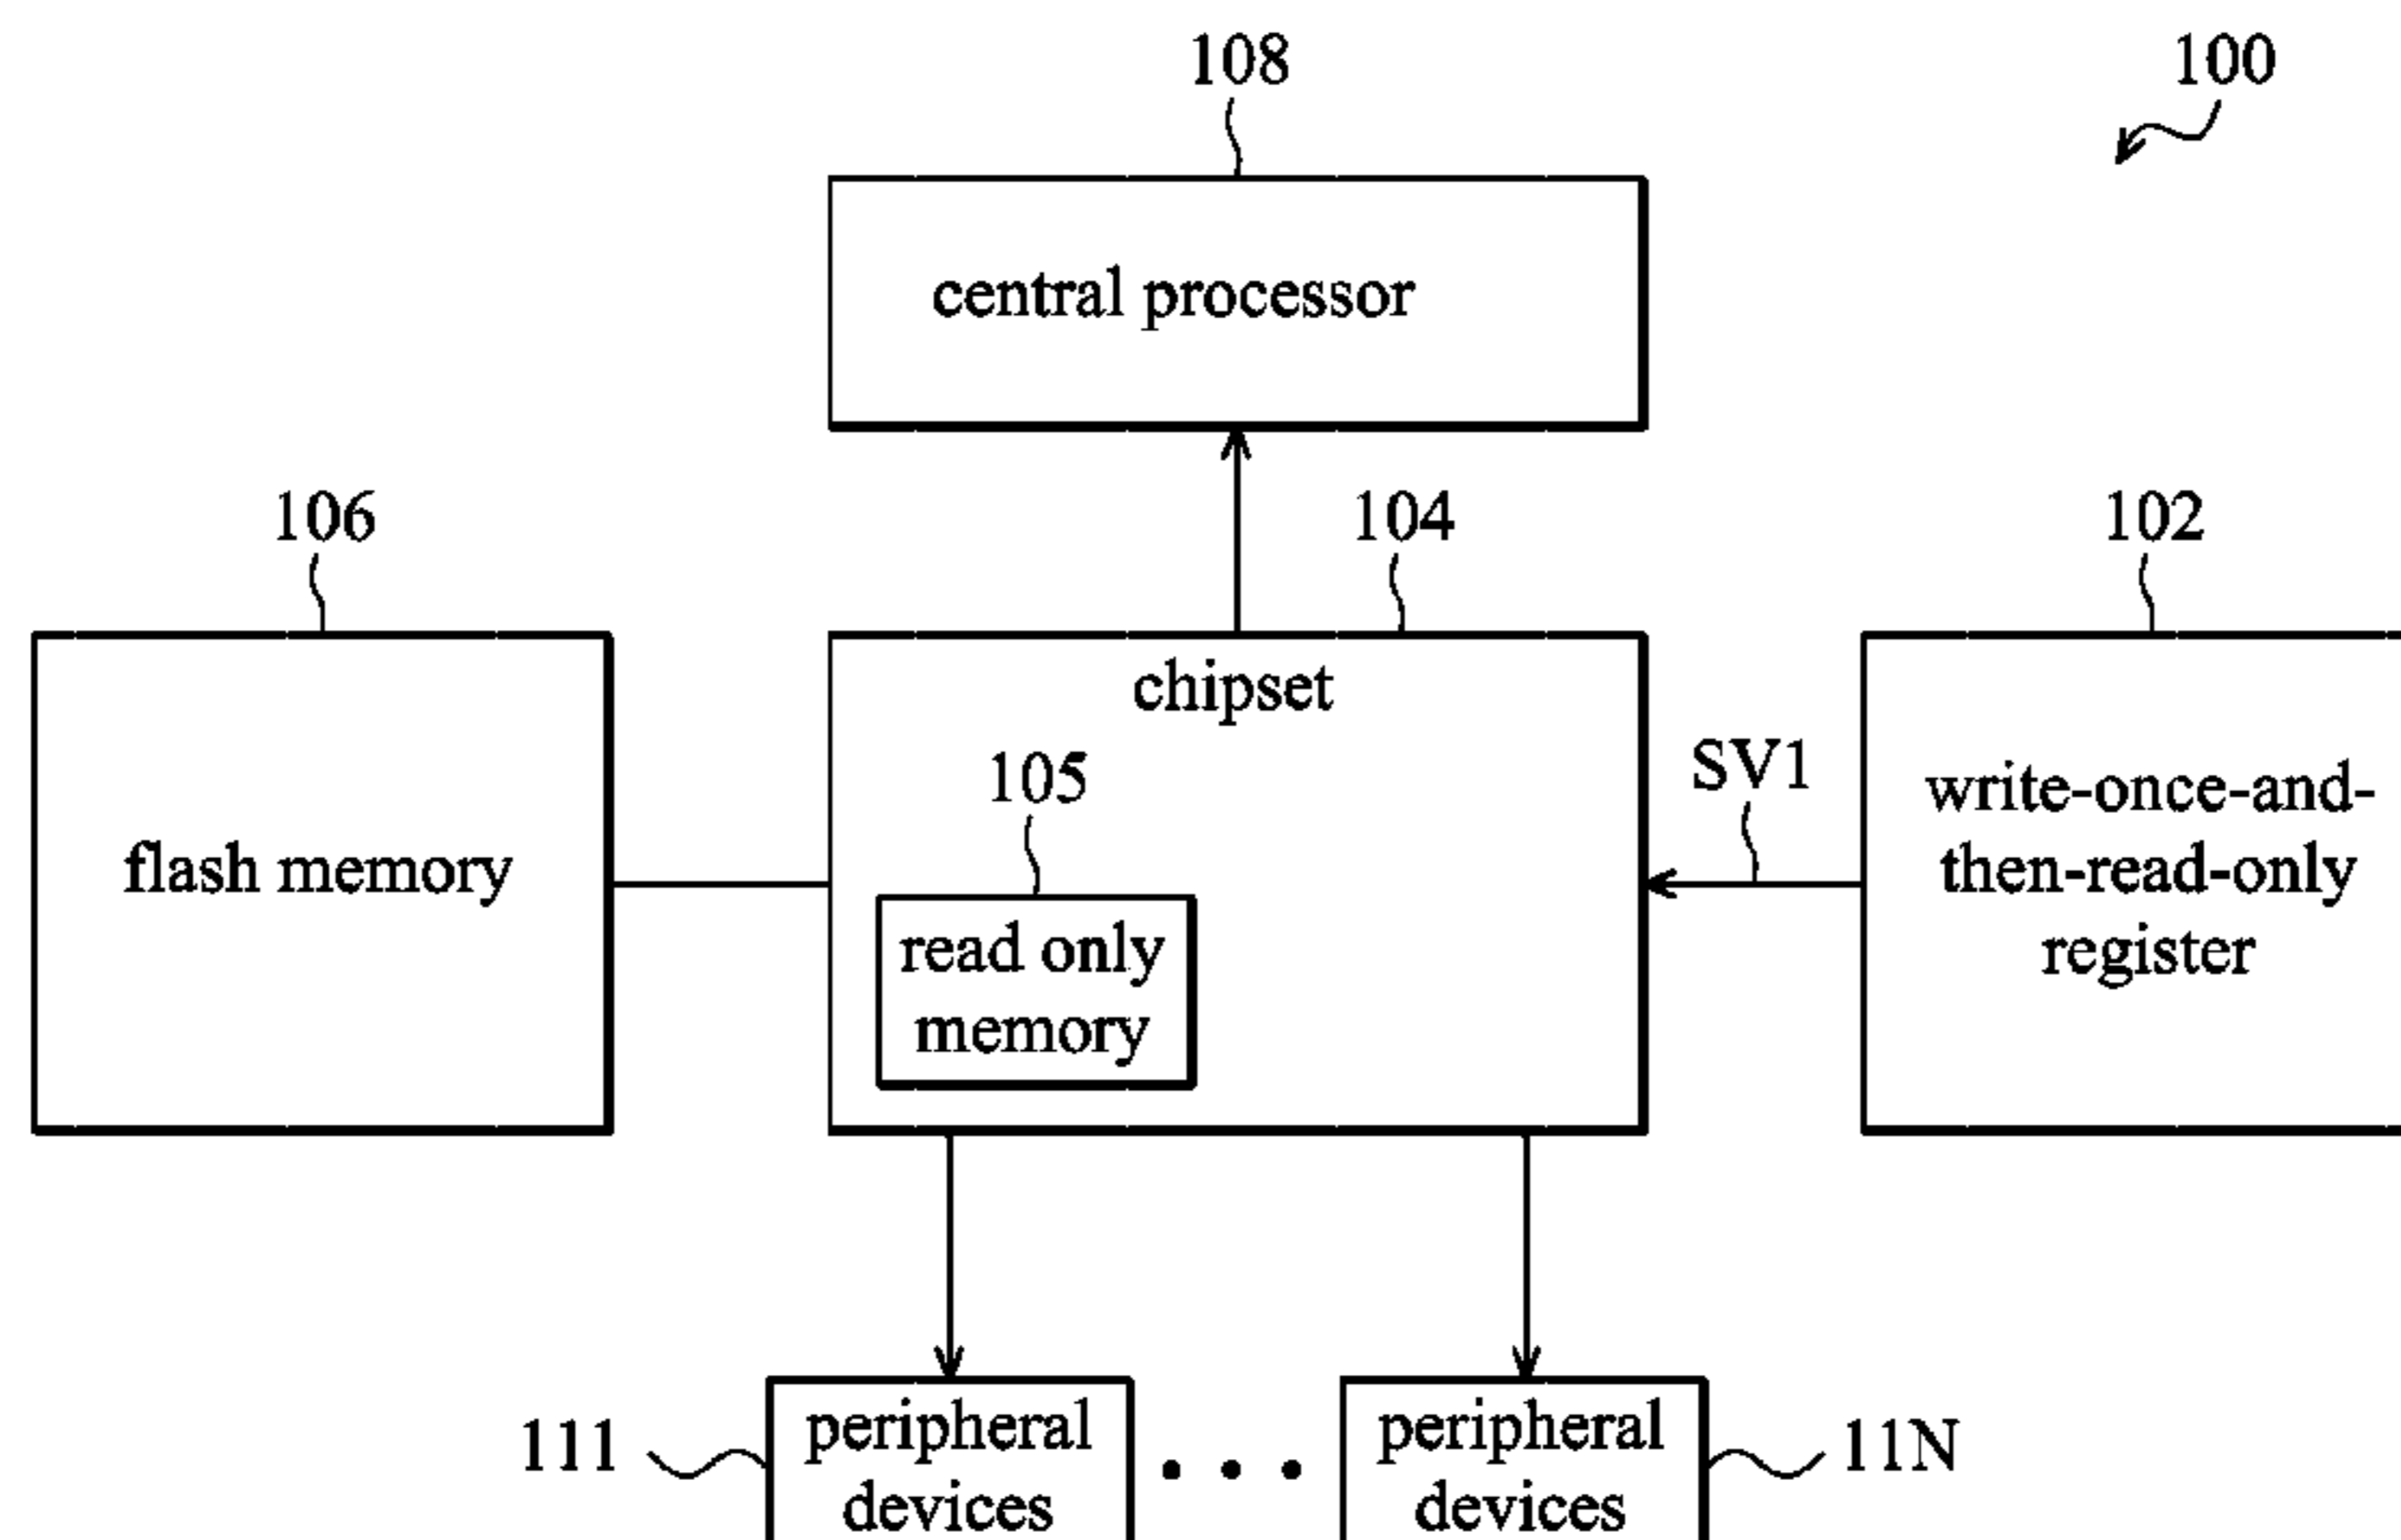 108
100
central processor
106
104
102
chipset
SV1
105
write-once-and-
then-read-only
register
flash memory
read only
memory
111
peripheral
devices
peripheral
devices
11N